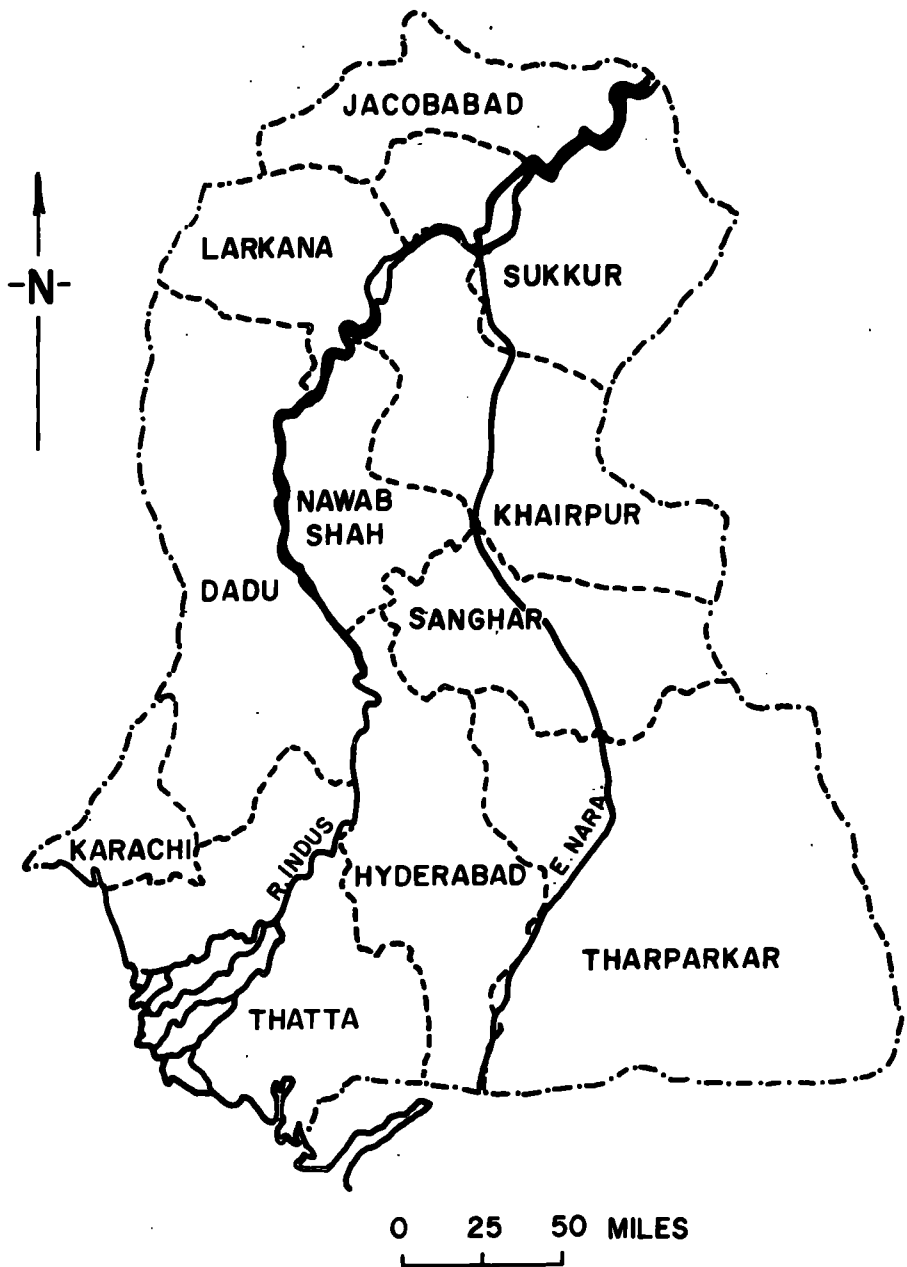 JACOBABAD
LARKANA
-N-
SUKKUR
NAWAB
SHAH
KHAIRPUR
DADU
SANGHAR
KARACHI
R. INDUS
HYDERABAD
E. NARA
THARPARKAR
THATTA
0 25 50 MILES